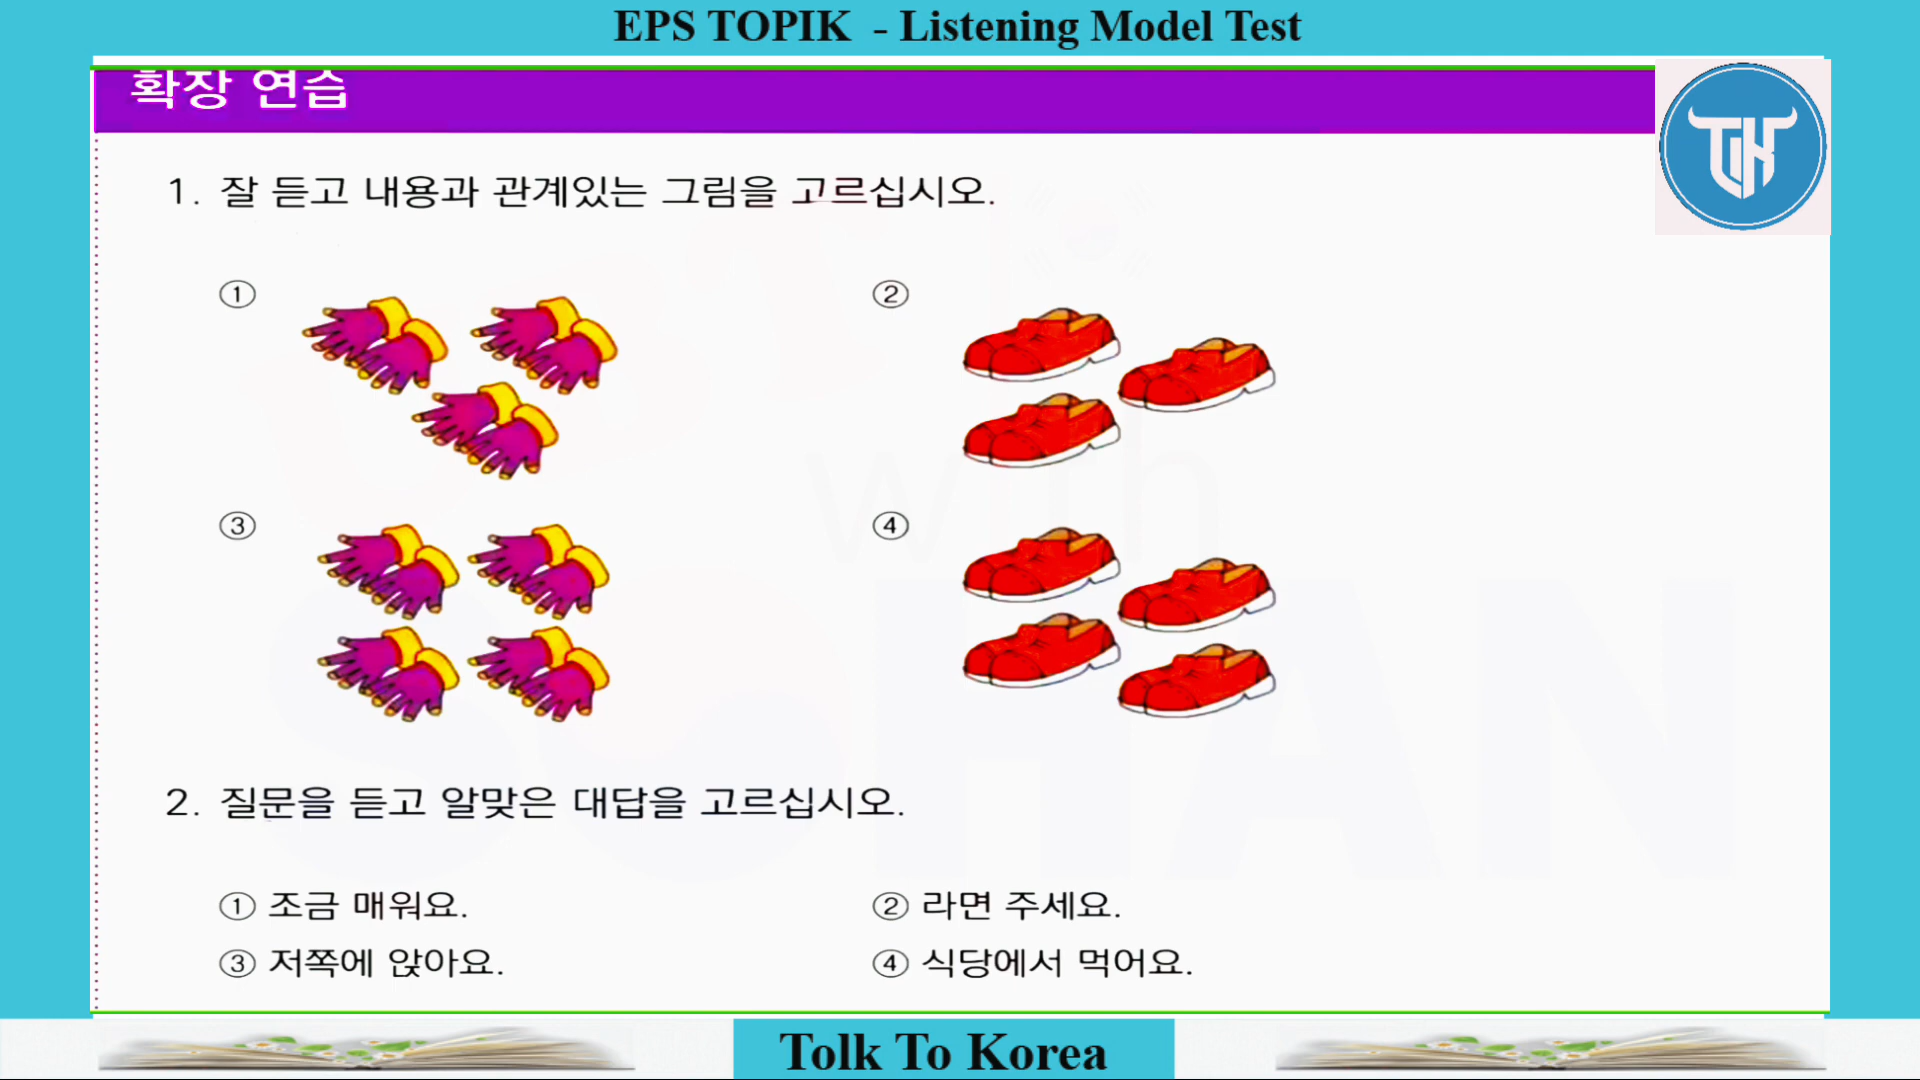 EPS TOPIK - Listening Model Test
확장 연습
TIK
1. 잘 듣고 내용과 관계있는 그림을 고르십시오.
① ②
③ ④
with
SOHAN
2. 질문을 듣고 알맞은 대답을 고르십시오.
① 조금 매워요. ② 라면 주세요.
③ 저쪽에 앉아요. ④ 식당에서 먹어요.
Tolk To Korea